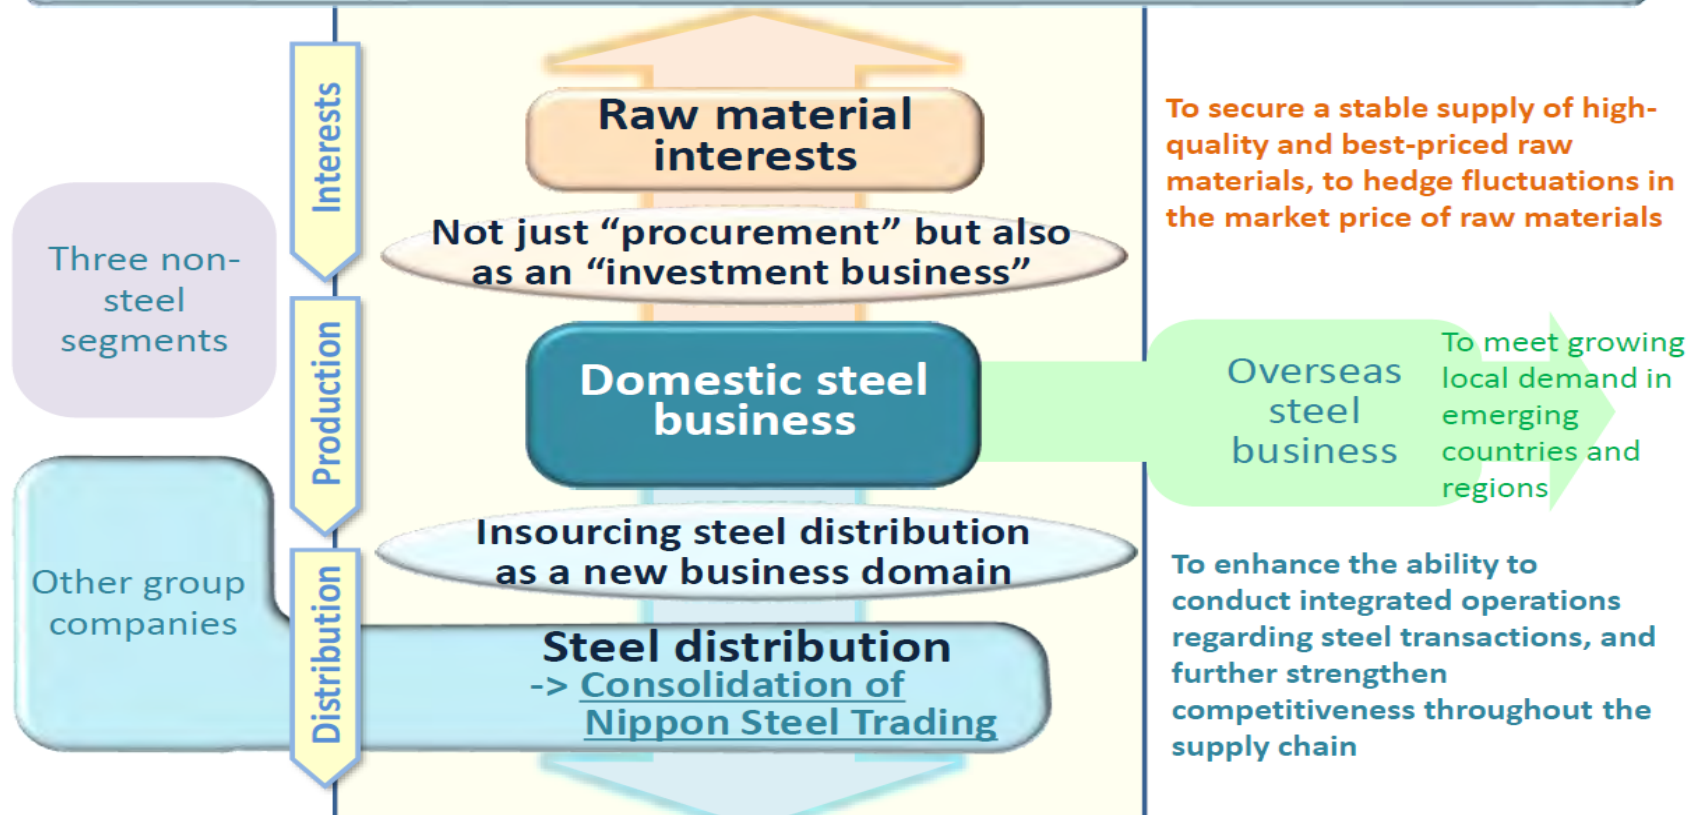 Interests
Raw material
interests
To secure a stable supply of high-
quality and best-priced raw
materials, to hedge fluctuations in
the market price of raw materials
Not just “procurement” but also
as an “investment business”
Three non-
steel
segments
Production
Domestic steel
business
Overseas
steel
business
To meet growing
local demand in
emerging
countries and
regions
Insourcing steel distribution
as a new business domain
Other group
companies
Distribution
Steel distribution
-> Consolidation of
Nippon Steel Trading
To enhance the ability to
conduct integrated operations
regarding steel transactions, and
further strengthen
competitiveness throughout the
supply chain